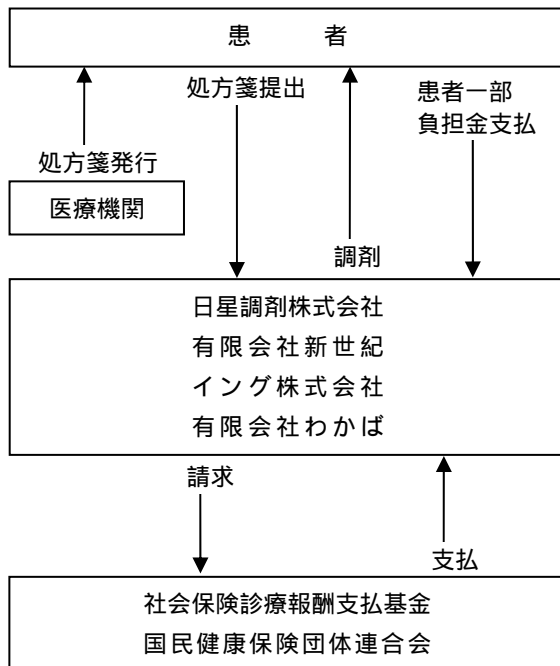 患　者
処方箋提出
患者一部
負担金支払
処方箋発行
医療機関
調剤
日星調剤株式会社
有限会社新世紀
イング株式会社
有限会社わかば
請求
支払
社会保険診療報酬支払基金
国民健康保険団体連合会